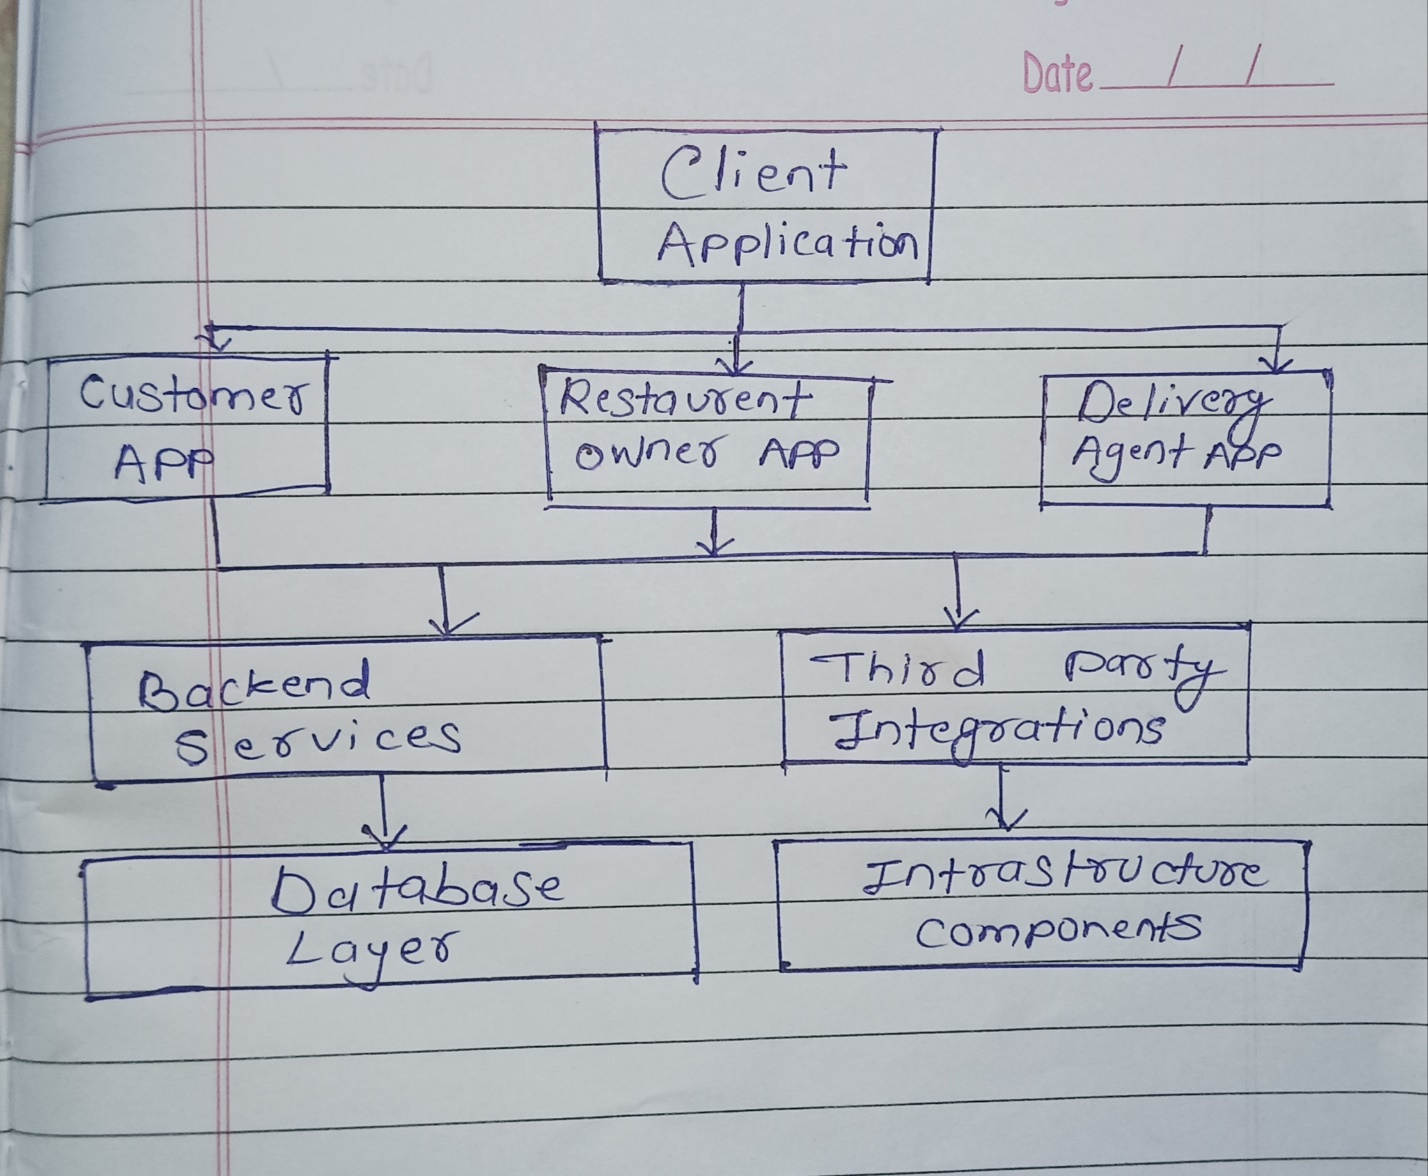 Date / /
Client
Application
Customer
APP
Restaurent
owner APP
Delivery
Agent App
Backend
Services
Third party
Integrations
Database
Layer
Intrastructure
components